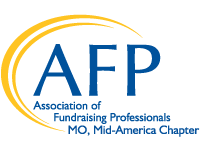 AFP
Association of
Fundraising Professionals
MO, Mid-America Chapter